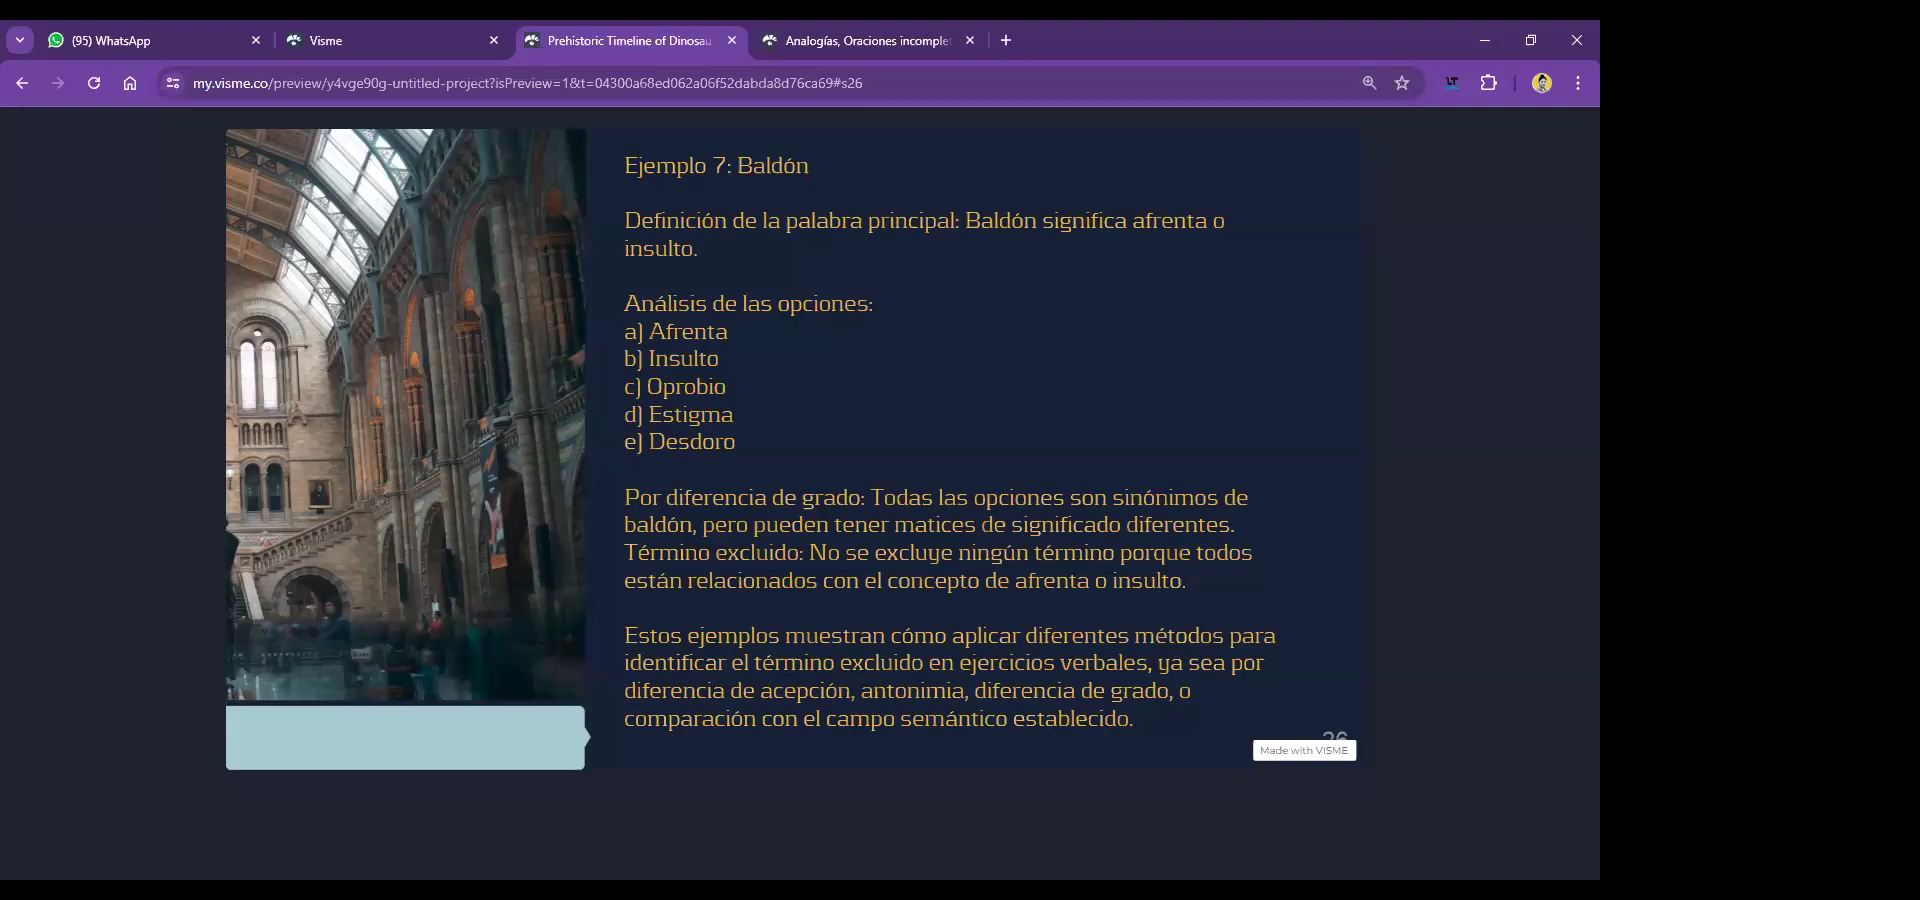 (95) WhatsApp
Visme
Prehistoric Timeline of Dinosau
Analogías, Oraciones incomplet
my.visme.co/preview/y4vge90g-untitled-project?isPreview=1&t=04300a68ed062a06f52dabda8d76ca69#s26
LT
Ejemplo 7: Baldón
Definición de la palabra principal: Baldón significa afrenta o
insulto.
Análisis de las opciones:
a) Afrenta
b) Insulto
c) Oprobio
d) Estigma
e) Desdoro
Por diferencia de grado: Todas las opciones son sinónimos de
baldón, pero pueden tener matices de significado diferentes.
Término excluido: No se excluye ningún término porque todos
están relacionados con el concepto de afrenta o insulto.
Estos ejemplos muestran cómo aplicar diferentes métodos para
identificar el término excluido en ejercicios verbales, ya sea por
diferencia de acepción, antonimia, diferencia de grado, o
comparación con el campo semántico establecido.
26
Made with VISME